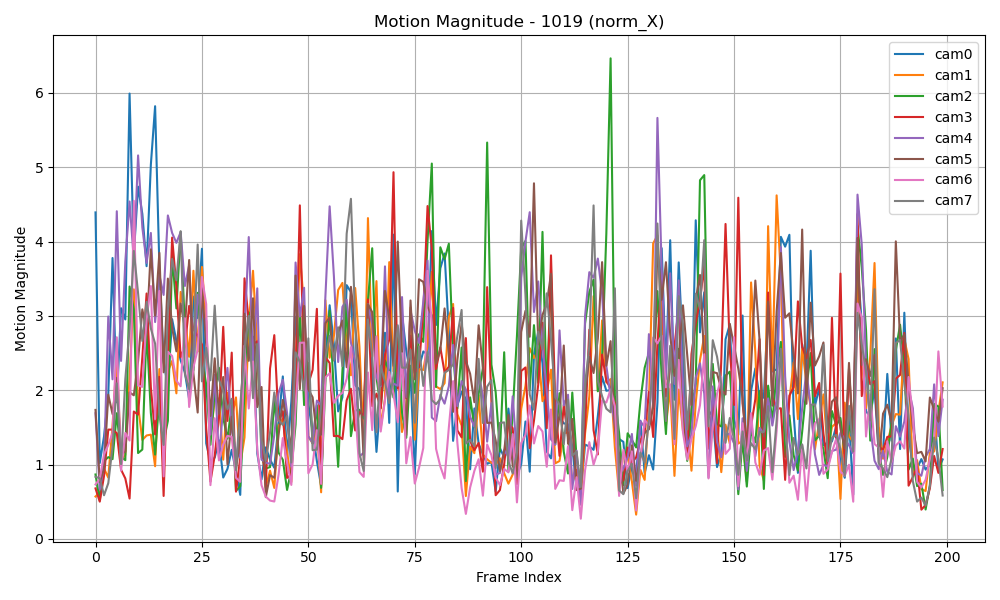 Motion Magnitude - 1019 (norm_X)
Motion Magnitude
6
5
4
3
2
1
0
cam0
cam1
cam2
cam3
cam4
cam5
cam6
cam7
0 25 50 75 100 125 150 175 200
Frame Index